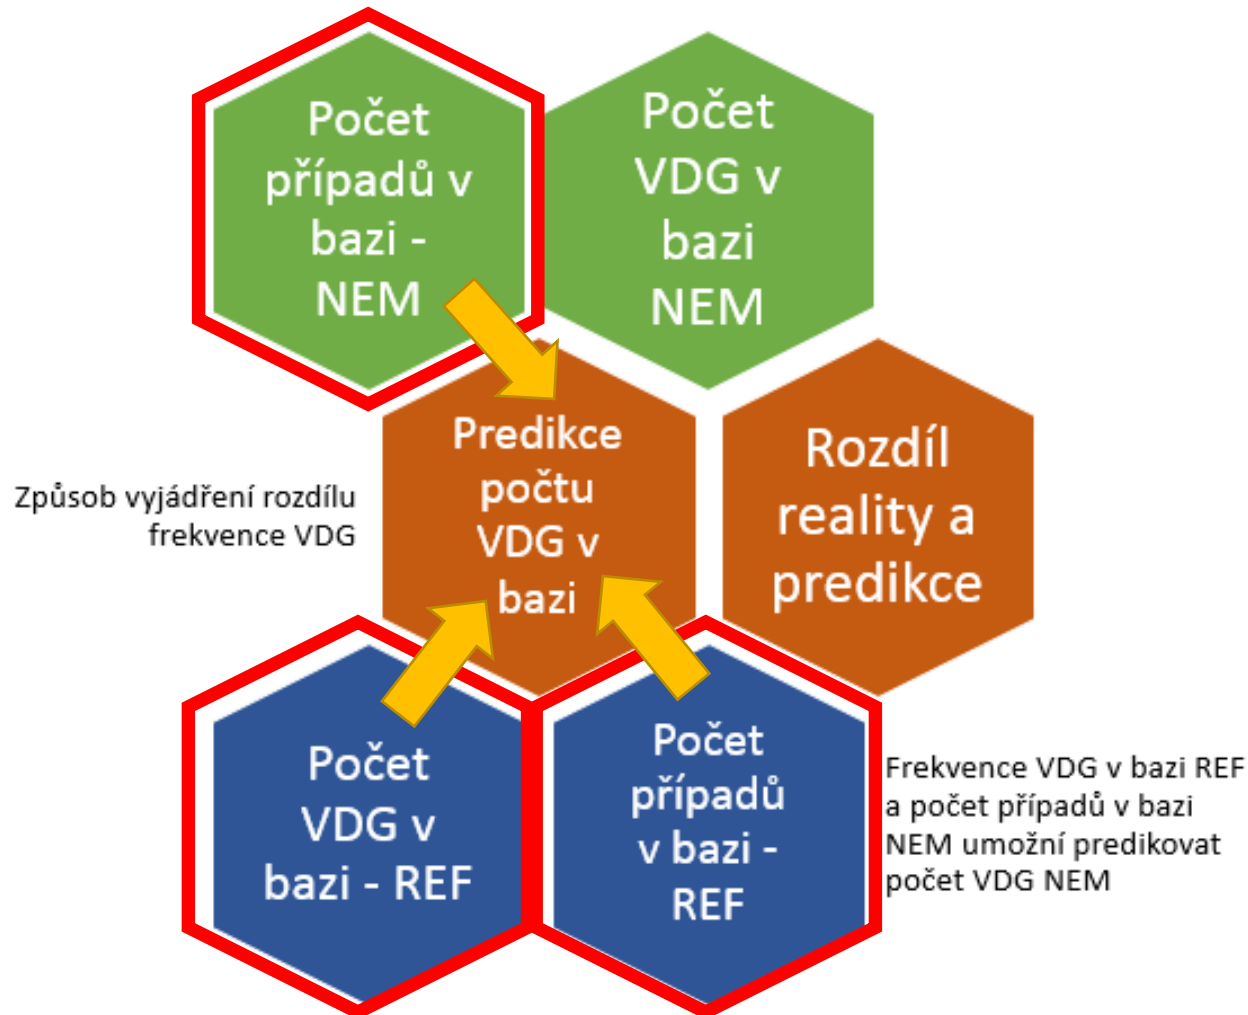 Počet
případů v
bazi -
NEM
Počet
VDG v
bazi
NEM
Způsob vyjádření rozdílu
frekvence VDG
Predikce
počtu
VDG v
bazi
Rozdíl
reality a
predikce
Počet
VDG v
bazi - REF
Počet
případů
v bazi -
REF
Frekvence VDG v bazi REF
a počet případů v bazi
NEM umožní predikovat
počet VDG NEM